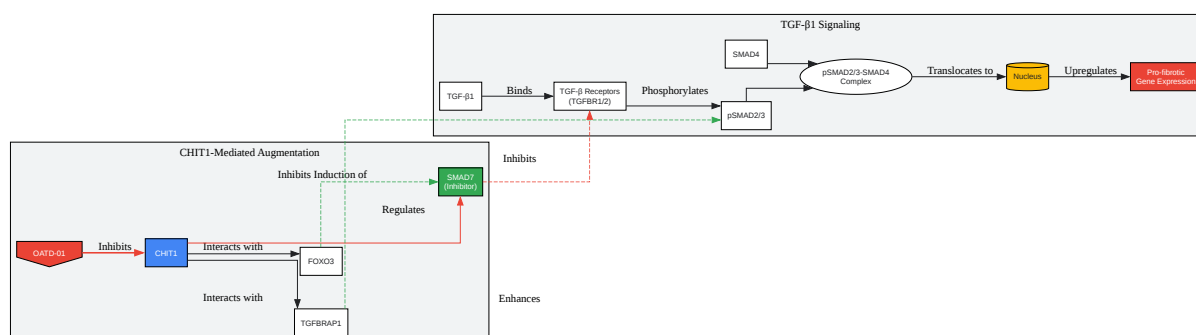 TGF-β1 Signaling
SMAD4
pSMAD2/3-SMAD4
Complex
Translocates to
Nucleus
Upregulates
Pro-fibrotic
Gene Expression
TGF-β1
Binds
TGF-β Receptors
(TGFBR1/2)
Phosphorylates
pSMAD2/3
CHIT1-Mediated Augmentation
Inhibits
Inhibits Induction of
SMAD7
(Inhibitor)
Regulates
OATD-01
Inhibits
CHIT1
Interacts with
FOXO3
Interacts with
Enhances
TGFBRAP1